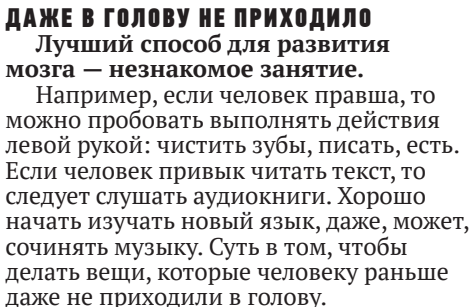 ДАЖЕ В ГОЛОВУ НЕ ПРИХОДИЛО
Лучший способ для развития
мозга — незнакомое занятие.
Например, если человек правша, то
можно пробовать выполнять действия
левой рукой: чистить зубы, писать, есть.
Если человек привык читать текст, то
следует слушать аудиокниги. Хорошо
начать изучать новый язык, даже, может,
сочинять музыку. Суть в том, чтобы
делать вещи, которые человеку раньше
даже не приходили в голову.